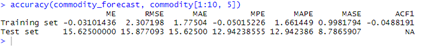 > accuracy(commodity_forecast, commodity[1:10, 5])
ME RMSE MAE MPE MAPE MASE ACF1
Training set -0.03101436 2.307198 1.77504 -0.05015226 1.661449 0.9981794 -0.0488191
Test set 15.62500000 15.877093 15.62500 12.94238555 12.942386 8.7865907 NA
>